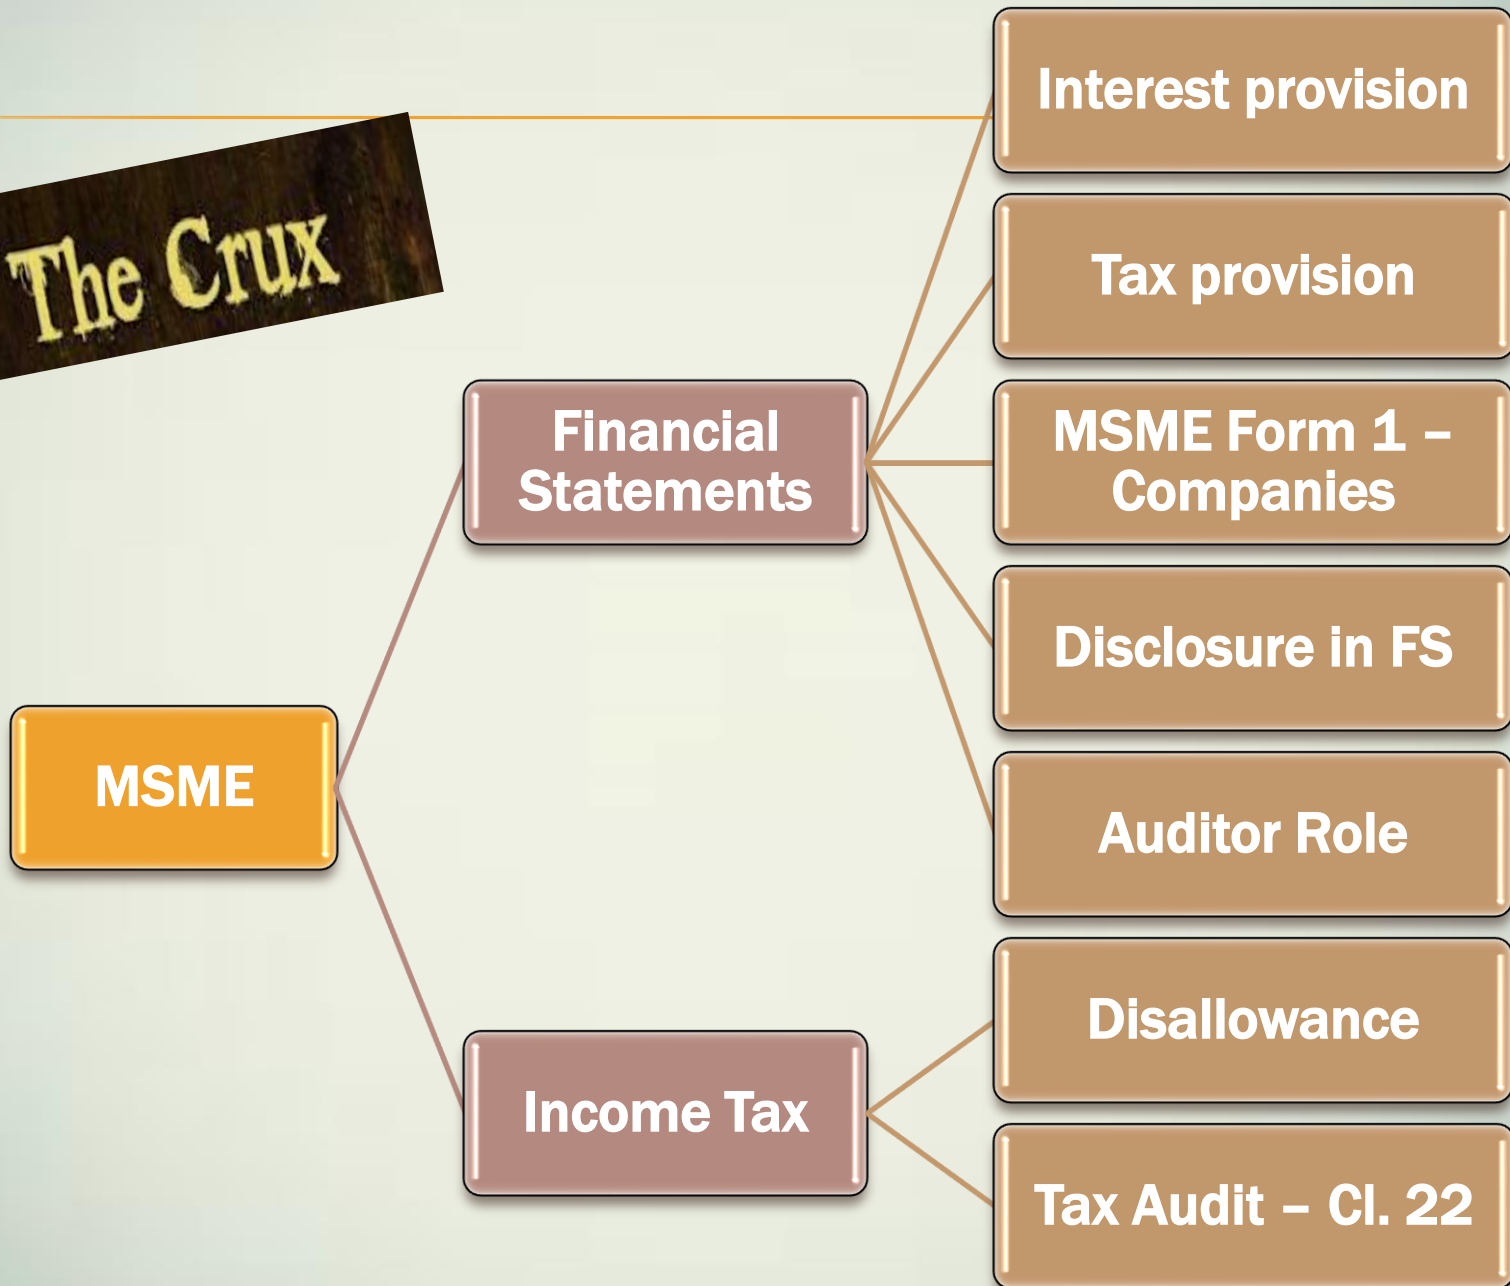 The Crux
MSME
Financial
Statements
Interest provision
Tax provision
MSME Form 1 –
Companies
Disclosure in FS
Auditor Role
Income Tax
Disallowance
Tax Audit – Cl. 22